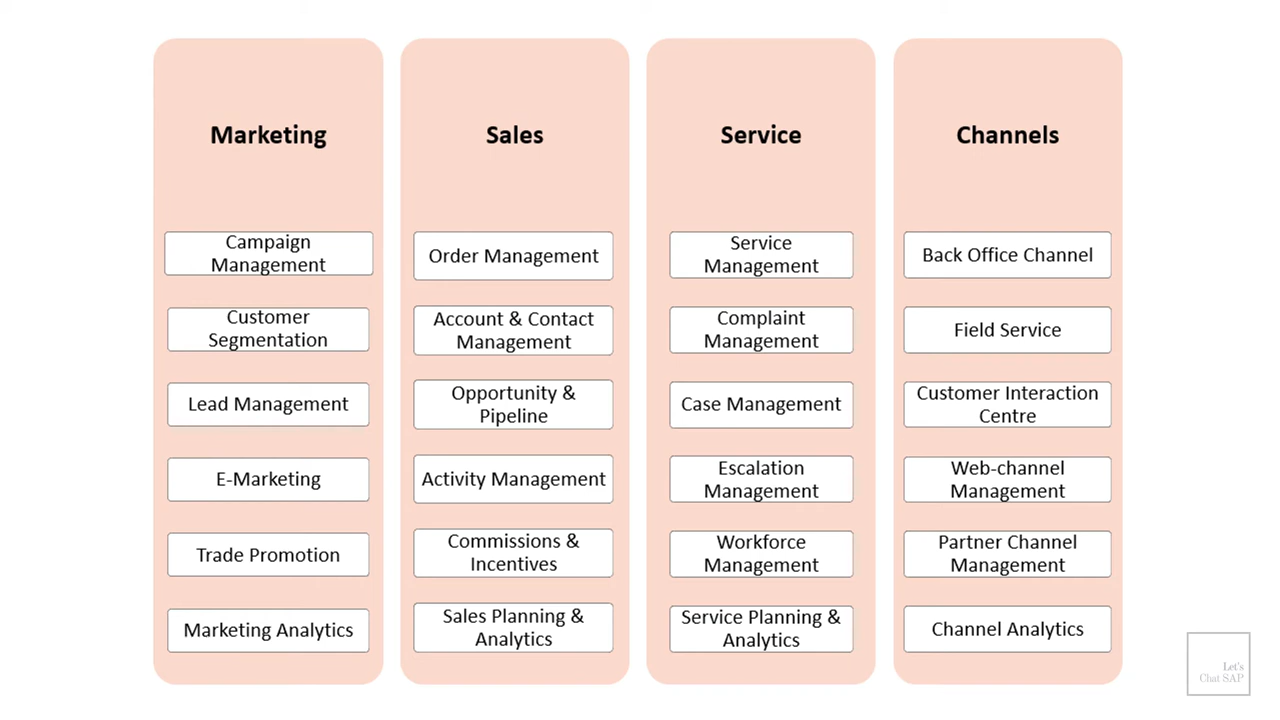 Marketing
Campaign
Management
Customer
Segmentation
Lead Management
E-Marketing
Trade Promotion
Marketing Analytics
Sales
Order Management
Account & Contact
Management
Opportunity &
Pipeline
Activity Management
Commissions &
Incentives
Sales Planning &
Analytics
Service
Service
Management
Complaint
Management
Case Management
Escalation
Management
Workforce
Management
Service Planning &
Analytics
Channels
Back Office Channel
Field Service
Customer Interaction
Centre
Web-channel
Management
Partner Channel
Management
Channel Analytics
Let's
Chat SAP